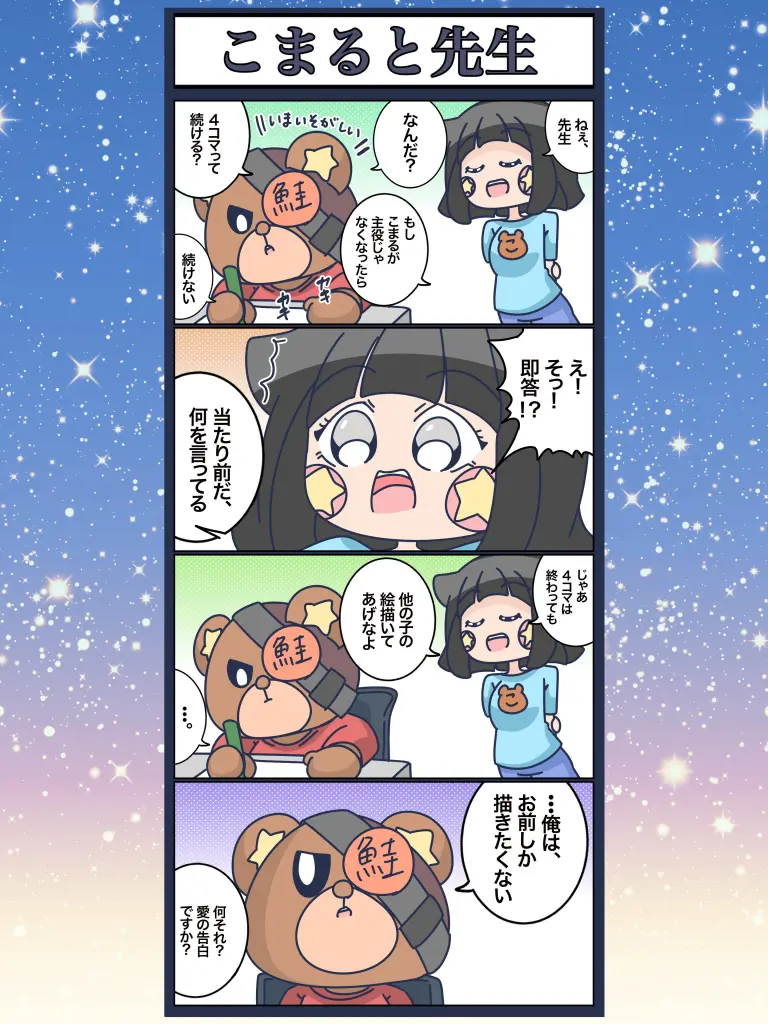 こまると先生
ねぇ、
先生
なんだ？
もし
こまるが
主役じゃ
なくなったら
4コマって
続ける？
いまいそがしい
鮭
カキ
カキ
続けない
こ
え！
そっ！
即答！？
当たり前だ、
何を言ってる
じゃあ
4コマは
終わっても
他の子の
絵描いて
あげなよ
鮭
…。
…俺は、
お前しか
描きたくない
鮭
何それ？
愛の告白
ですか？